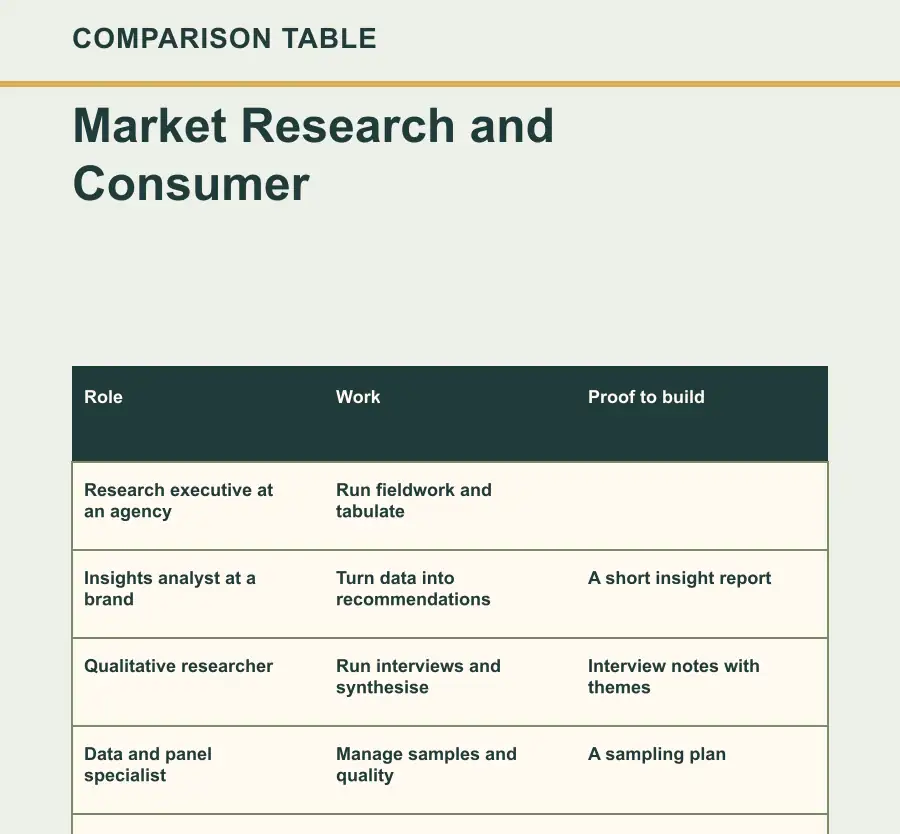 COMPARISON TABLE
Market Research and
Consumer
Role
Work
Proof to build
Research executive at
an agency
Run fieldwork and
tabulate
Insights analyst at a
brand
Turn data into
recommendations
A short insight report
Qualitative researcher
Run interviews and
synthesise
Interview notes with
themes
Data and panel
specialist
Manage samples and
quality
A sampling plan